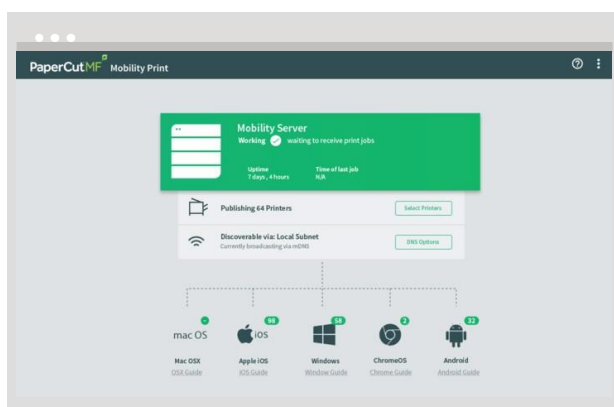 PaperCutMF Mobility Print
Mobility Server
Working waiting to receive print jobs
Uptime Time of last job
7 days, 4 hours N/A
Publishing 64 Printers Select Printers
Discoverable via: Local Subnet
Currently broadcasting via mDNS
DNS Options
- 98 58 2 32
mac OS iOS
Mac OSX Apple iOS Windows ChromeOS Android
OSX Guide iOS Guide Window Guide Chrome Guide Android Guide